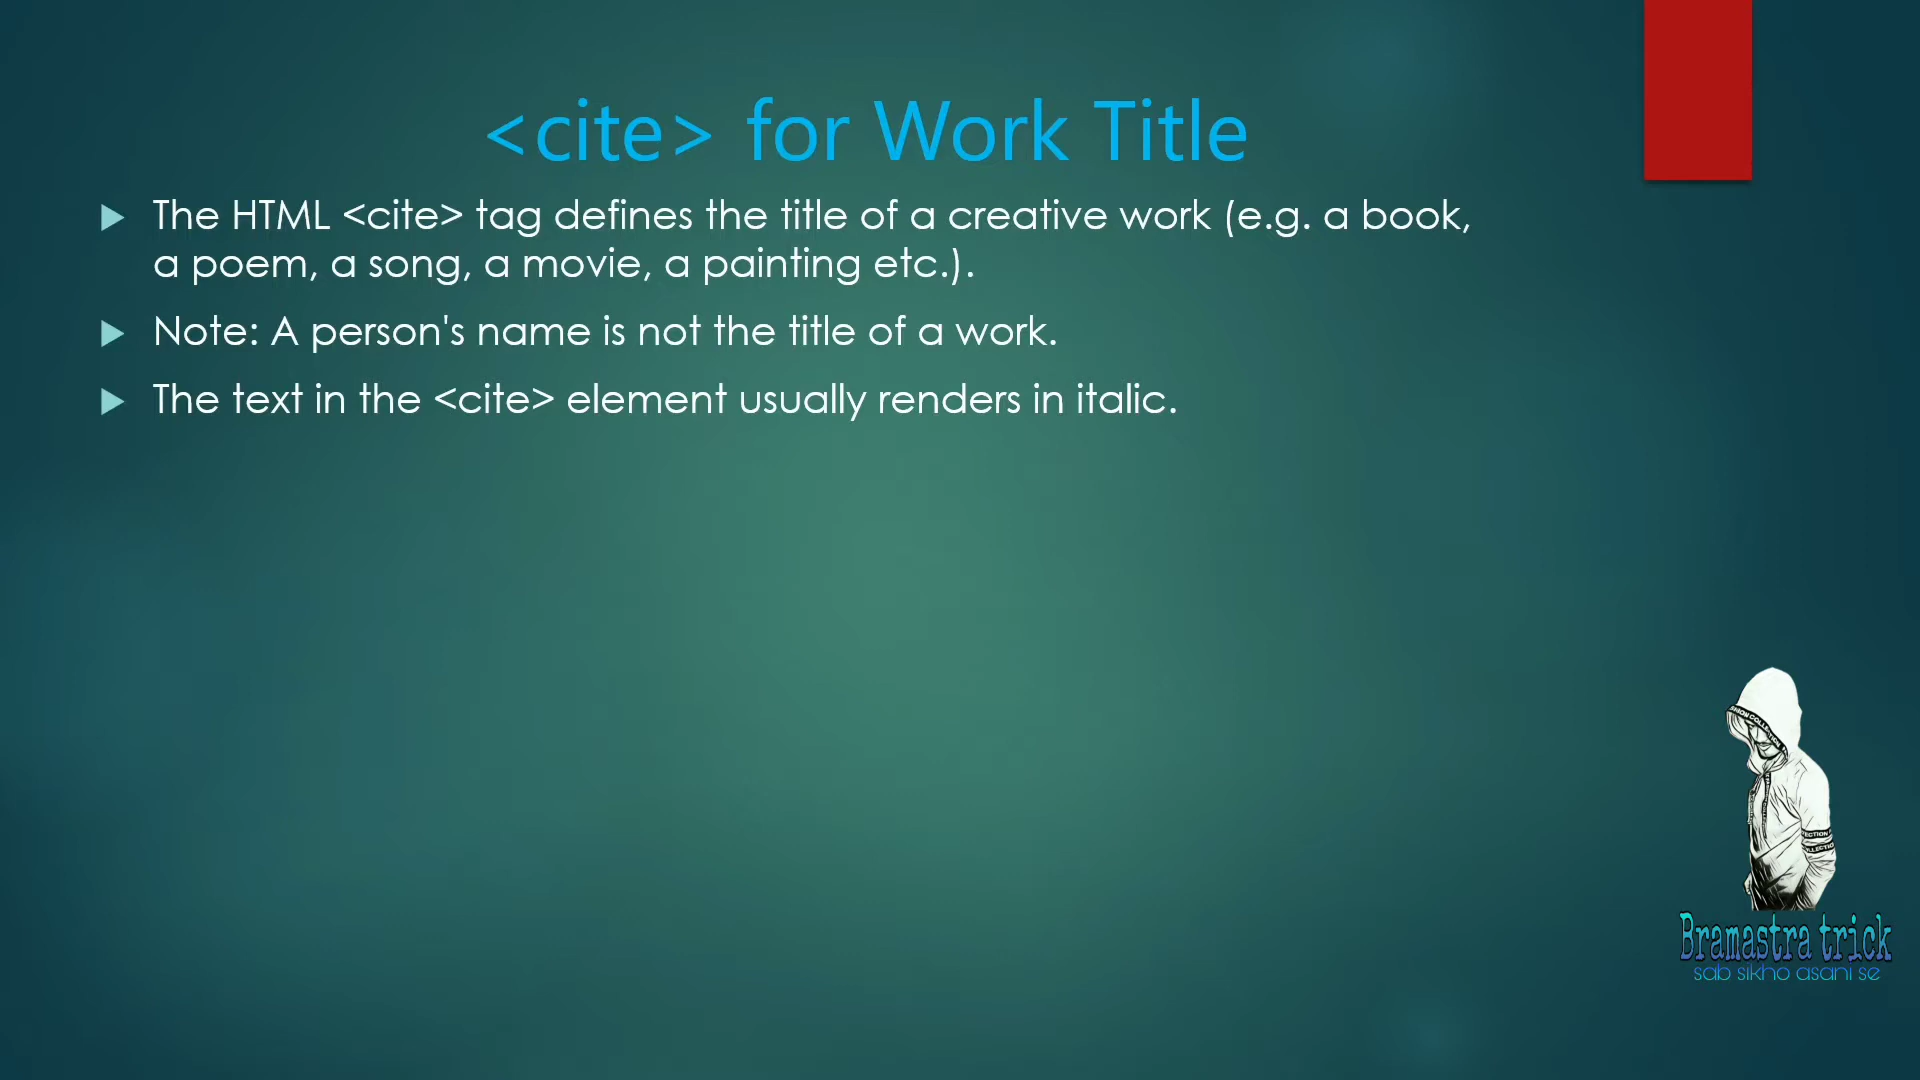 <cite> for Work Title
The HTML <cite> tag defines the title of a creative work (e.g. a book,
a poem, a song, a movie, a painting etc.).
Note: A person's name is not the title of a work.
The text in the <cite> element usually renders in italic.
Bramastra trick
sab sikho asani se